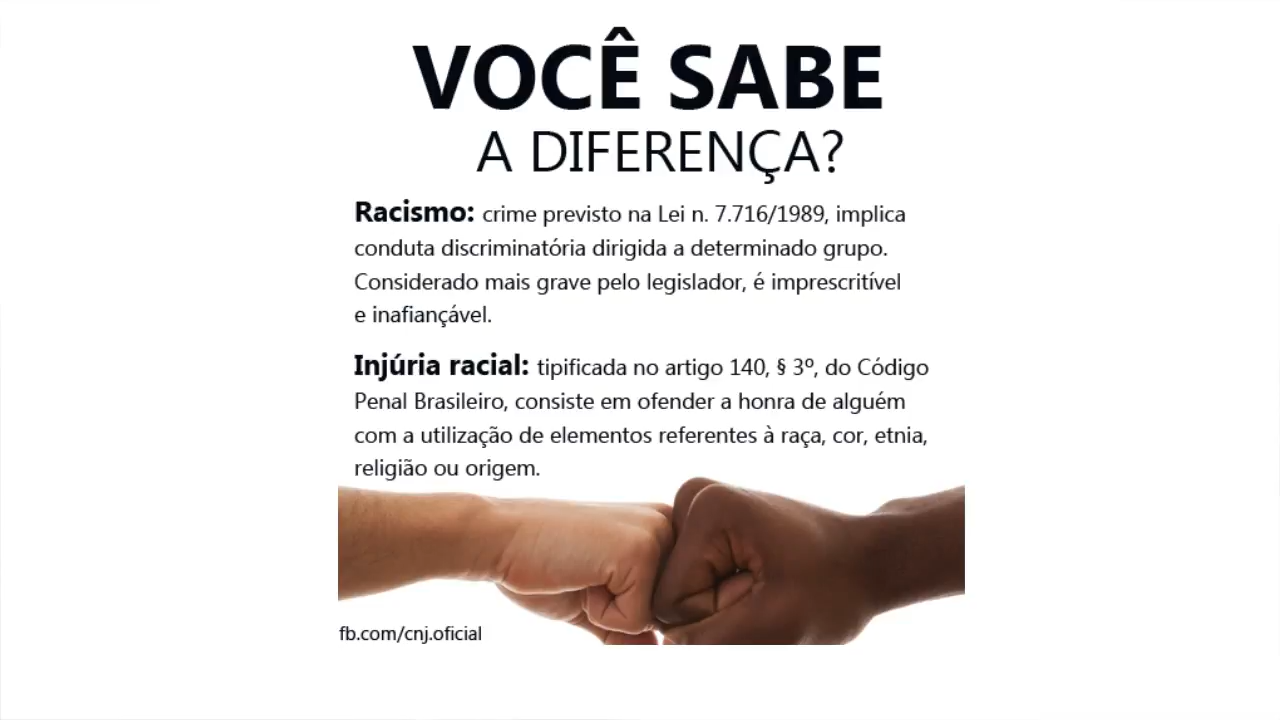 VOCÊ SABE
A DIFERENÇA?
Racismo: crime previsto na Lei n. 7.716/1989, implica
conduta discriminatória dirigida a determinado grupo.
Considerado mais grave pelo legislador, é imprescritível
e inafiançável.
Injúria racial: tipificada no artigo 140, § 3º, do Código
Penal Brasileiro, consiste em ofender a honra de alguém
com a utilização de elementos referentes à raça, cor, etnia,
religião ou origem.
fb.com/cnj.oficial